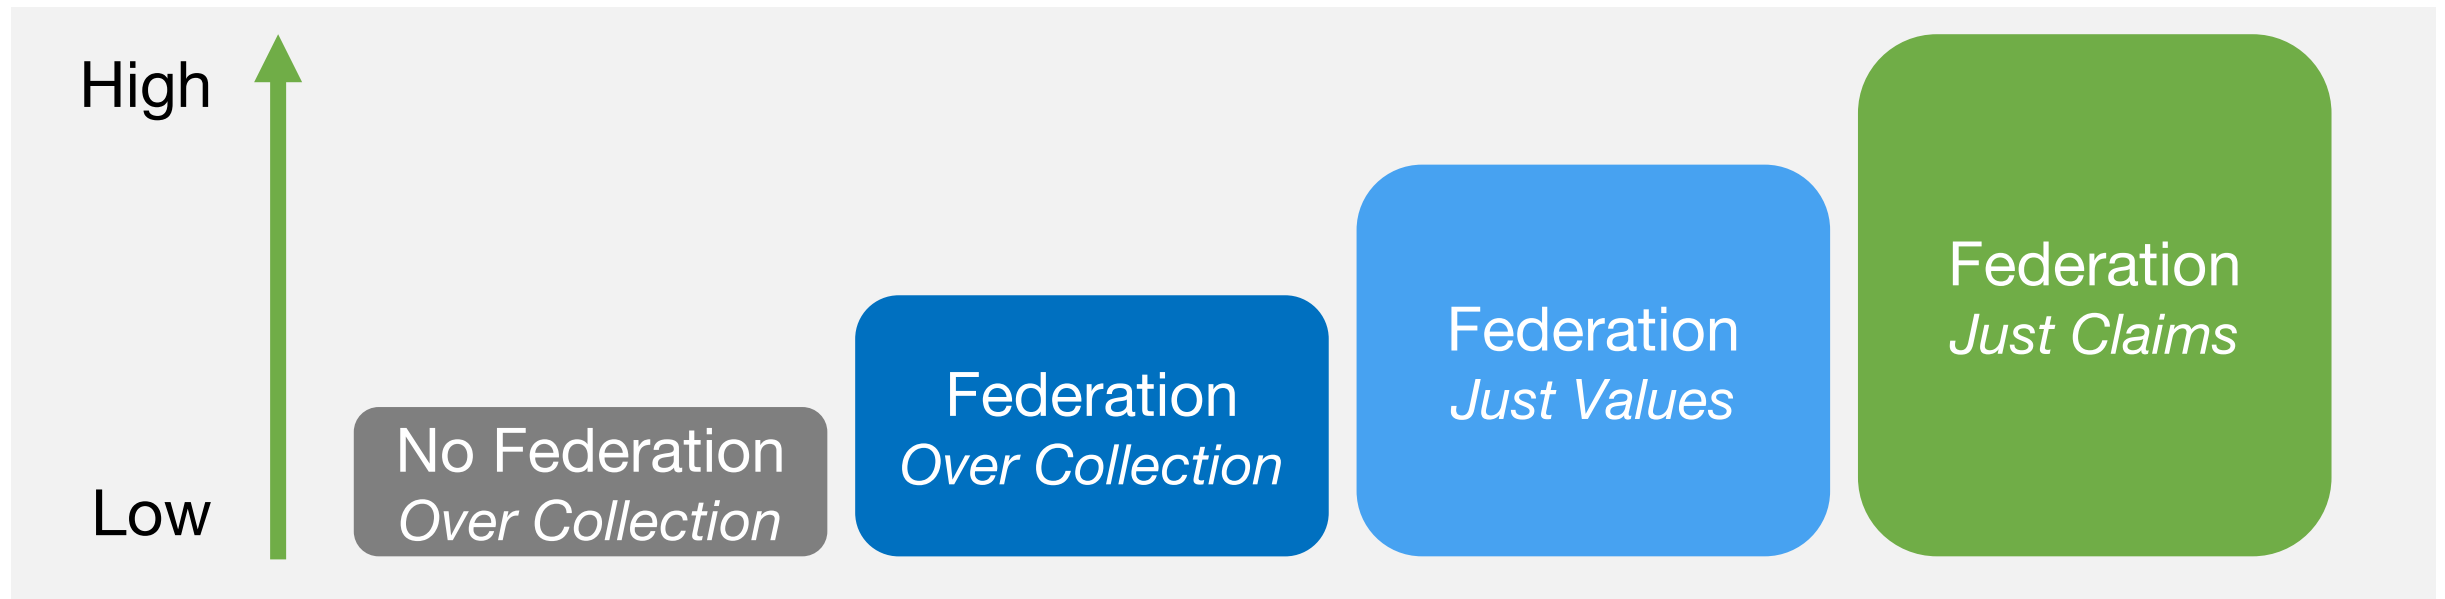 High
Low
No Federation
Over Collection
Federation
Over Collection
Federation
Just Values
Federation
Just Claims